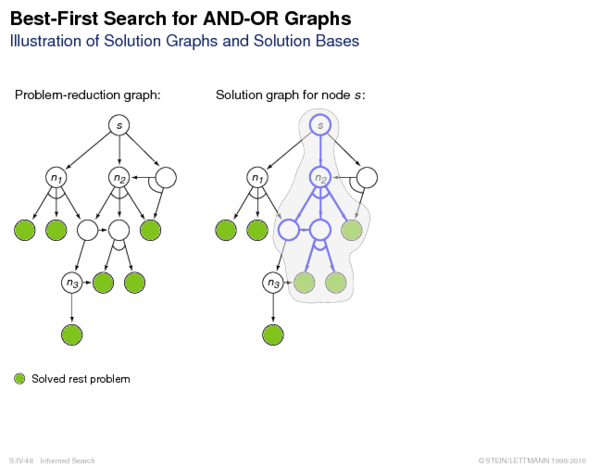 Best-First Search for AND-OR Graphs
Illustration of Solution Graphs and Solution Bases
Problem-reduction graph:
Solution graph for node s:
s
s
n1
n2
n1
n2
n3
n3
Solved rest problem
S:IV-48 Informed Search
© STEIN/LETTMANN 1998-2016